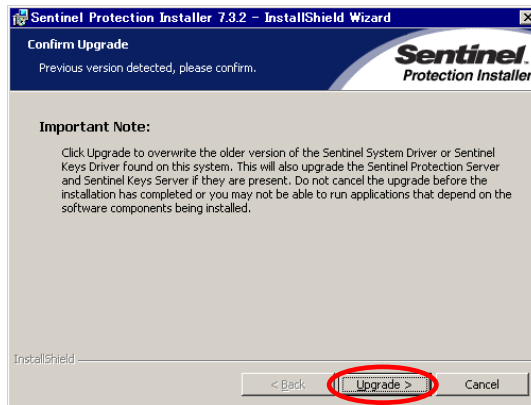 Sentinel Protection Installer 7.3.2 - InstallShield Wizard
Confirm Upgrade
Previous version detected, please confirm.
Sentinel.
Protection Installer
Important Note:
Click Upgrade to overwrite the older version of the Sentinel System Driver or Sentinel
Keys Driver found on this system. This will also upgrade the Sentinel Protection Server
and Sentinel Keys Server if they are present. Do not cancel the upgrade before the
installation has completed or you may not be able to run applications that depend on the
software components being installed.
InstallShield
< Back
Upgrade >
Cancel